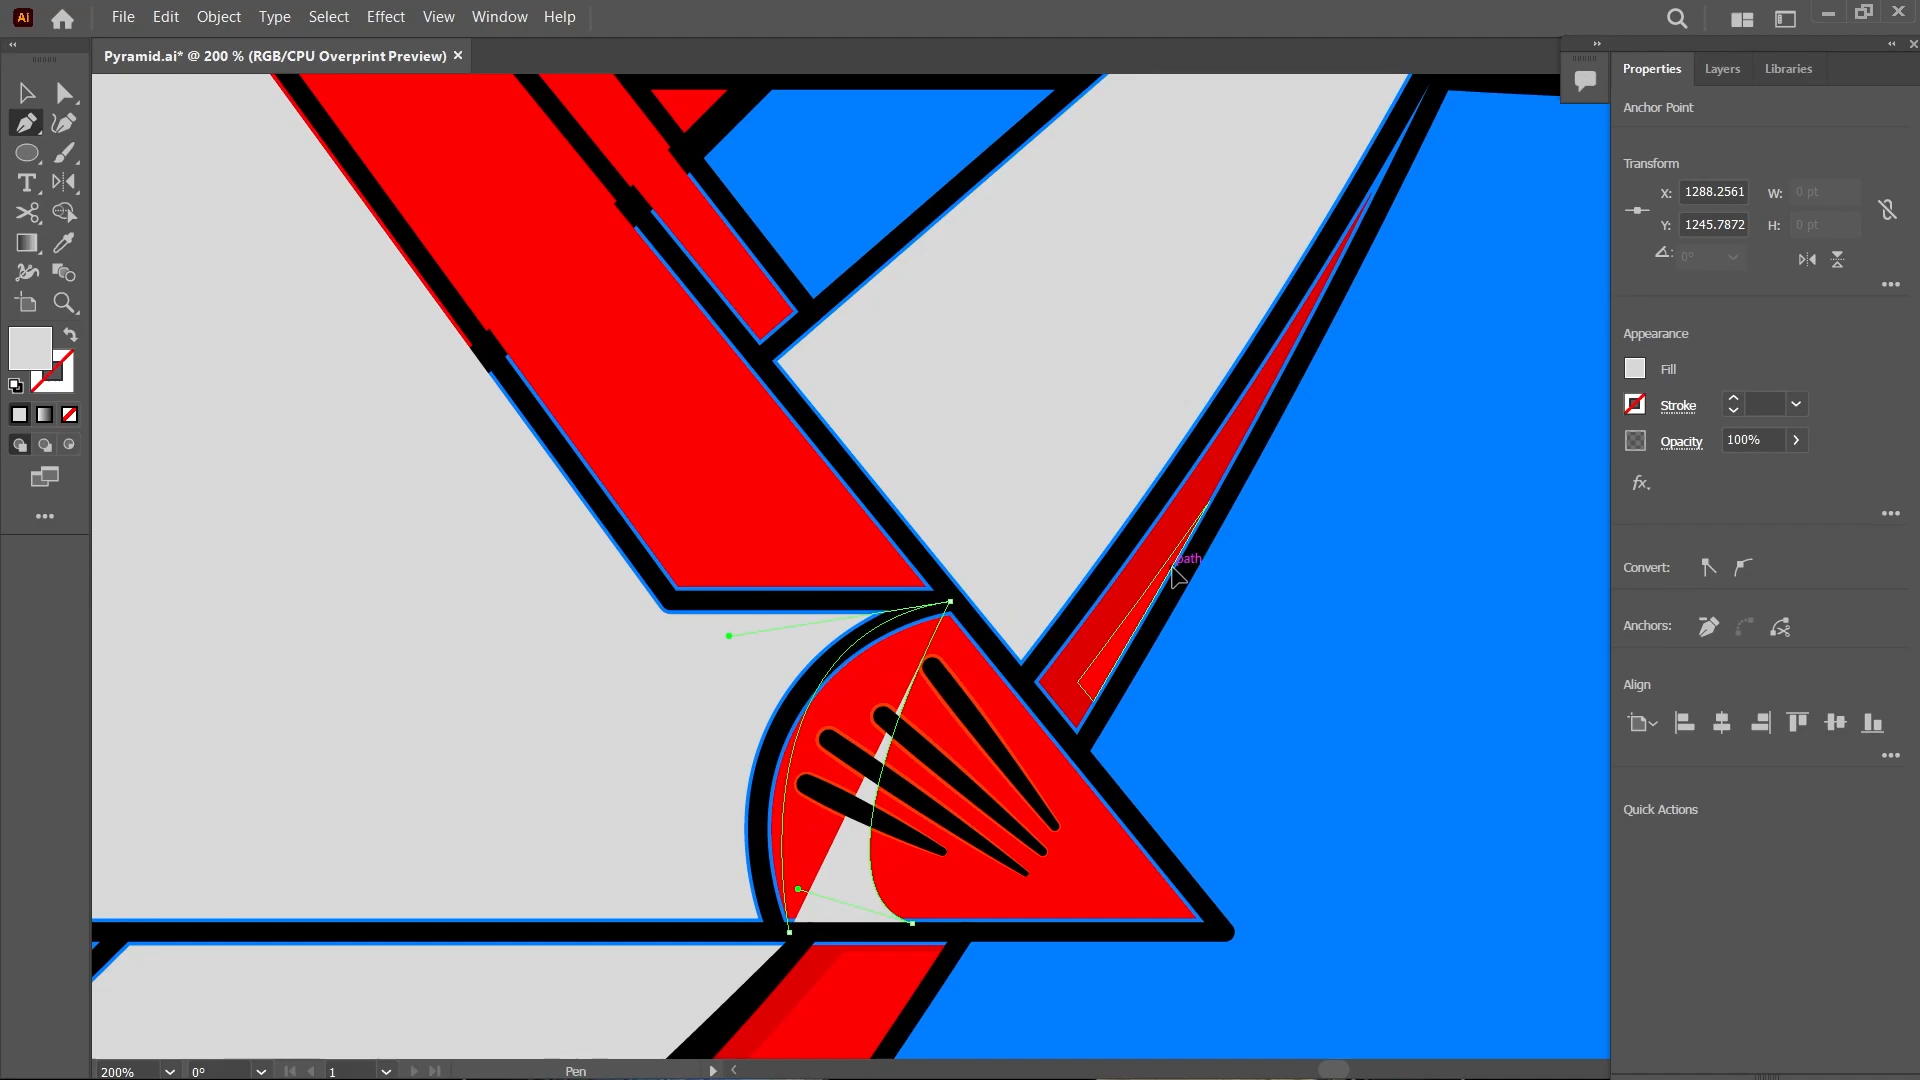 Ai File Edit Object Type Select Effect View Window Help
Pyramid.ai* @ 200 % (RGB/CPU Overprint Preview) ×
Properties Layers Libraries
Anchor Point
Transform
X: 1288.2561 W: 0 pt
Y: 1245.7872 H: 0 pt
0°
Appearance
Fill
Stroke
Opacity 100%
fx.
Convert:
path
Anchors:
Align
Quick Actions
200% 0° 1 Pen